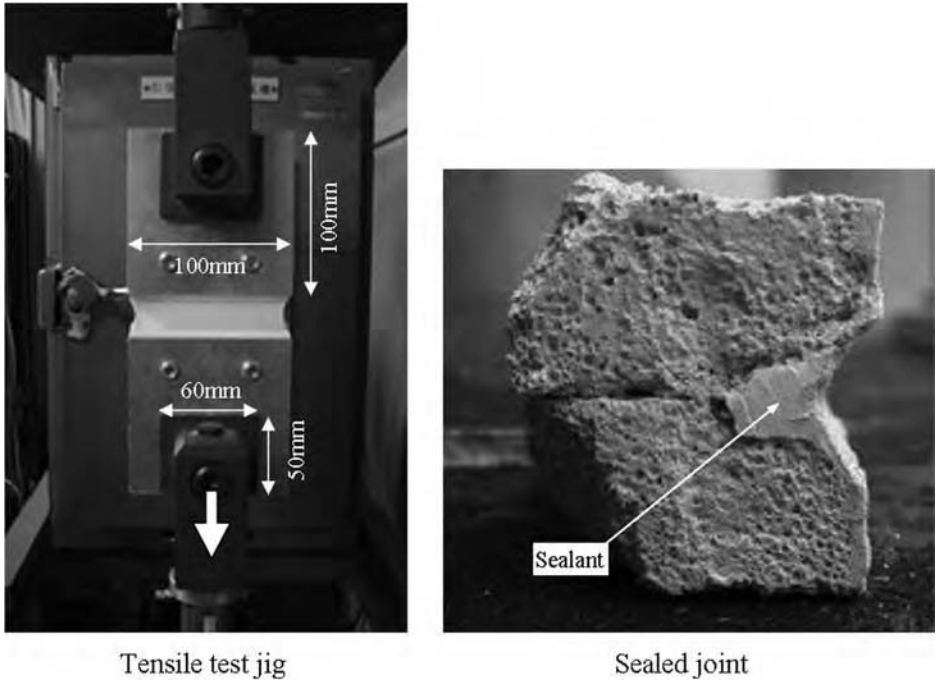 100mm
100mm
60mm
50mm
Sealant
Tensile test jig
Sealed joint